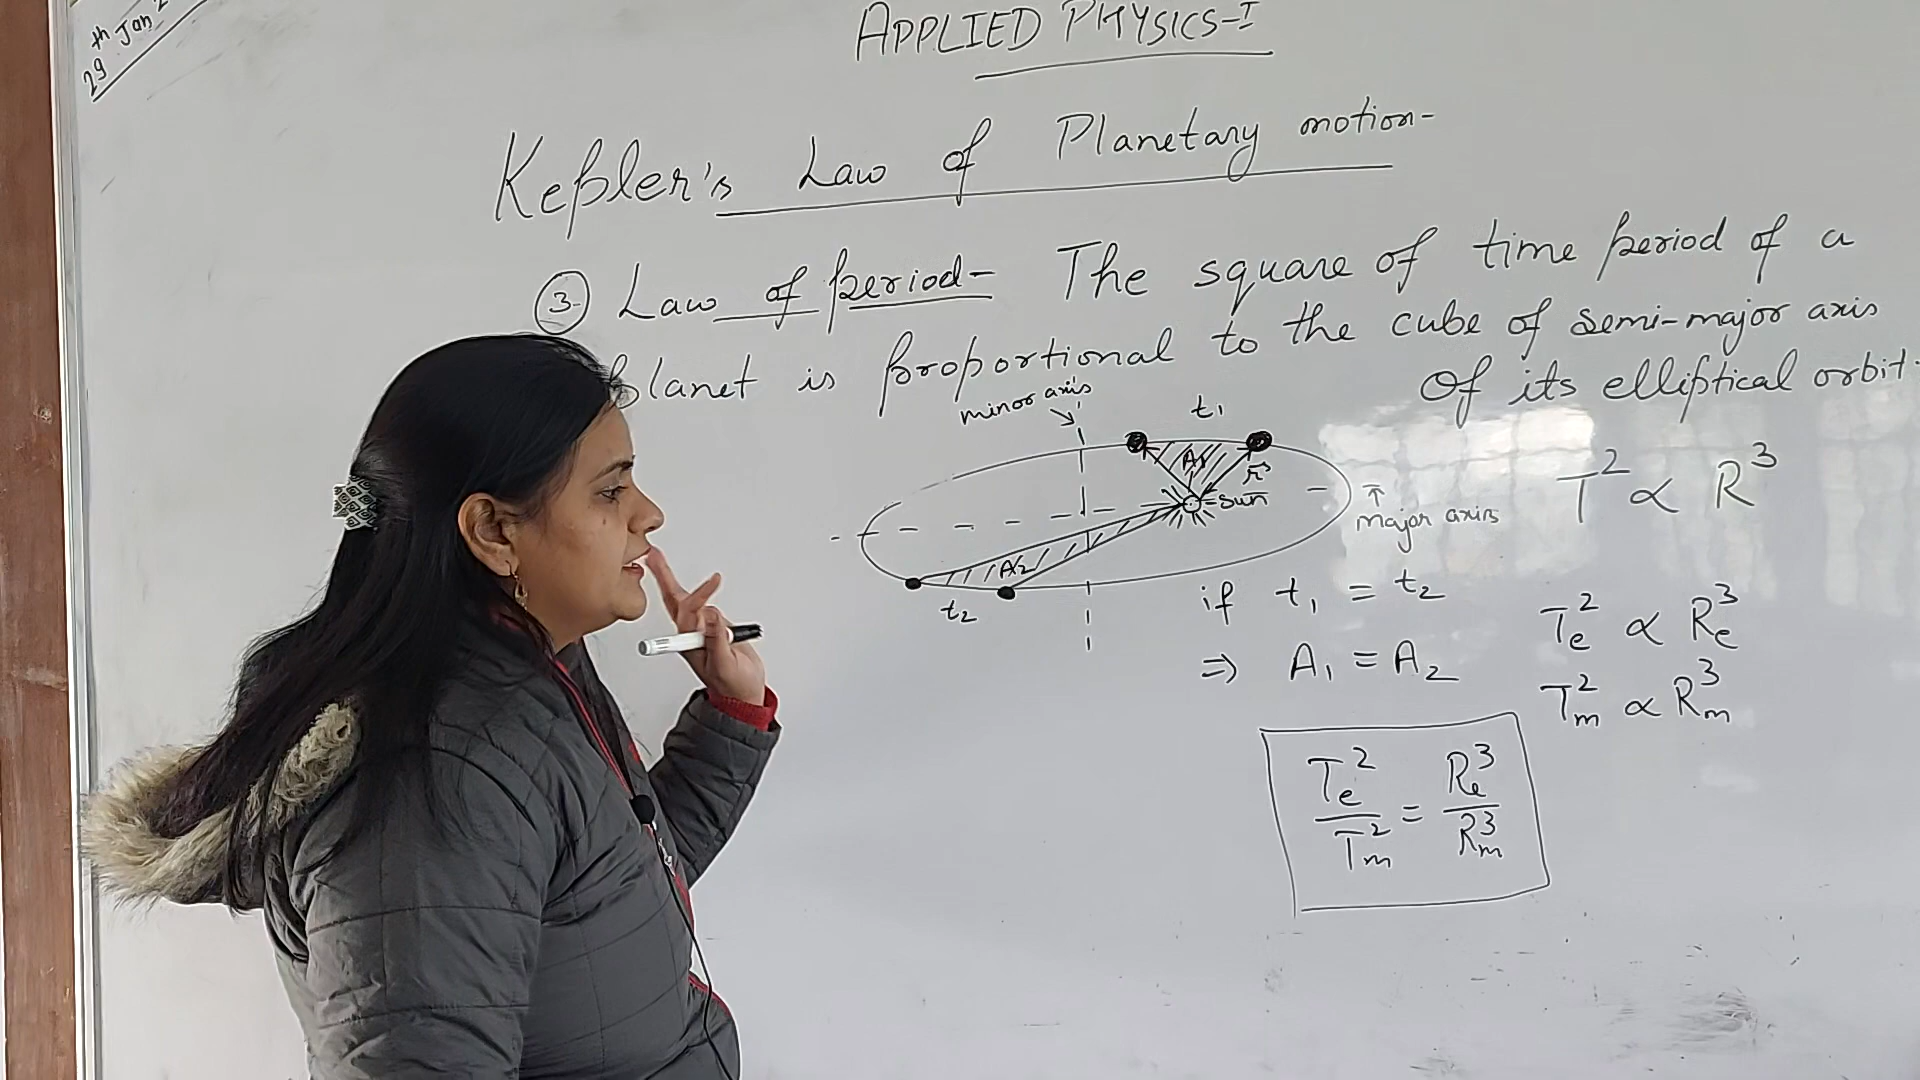 29th Jan 2
APPLIED PHYSICS-I
Kepler's Law of Planetary motion-
③ Law of period- The square of time period of a
planet is proportional to the cube of semi-major axis
of its elliptical orbit.
minor axis
t₁
A₁
r⃗
Sun
major axis
A₂
t₂
T² ∝ R³
if t₁ = t₂
⇒ A₁ = A₂
Tₑ² ∝ Rₑ³
Tₘ² ∝ Rₘ³
Tₑ²/Tₘ² = Rₑ³/Rₘ³